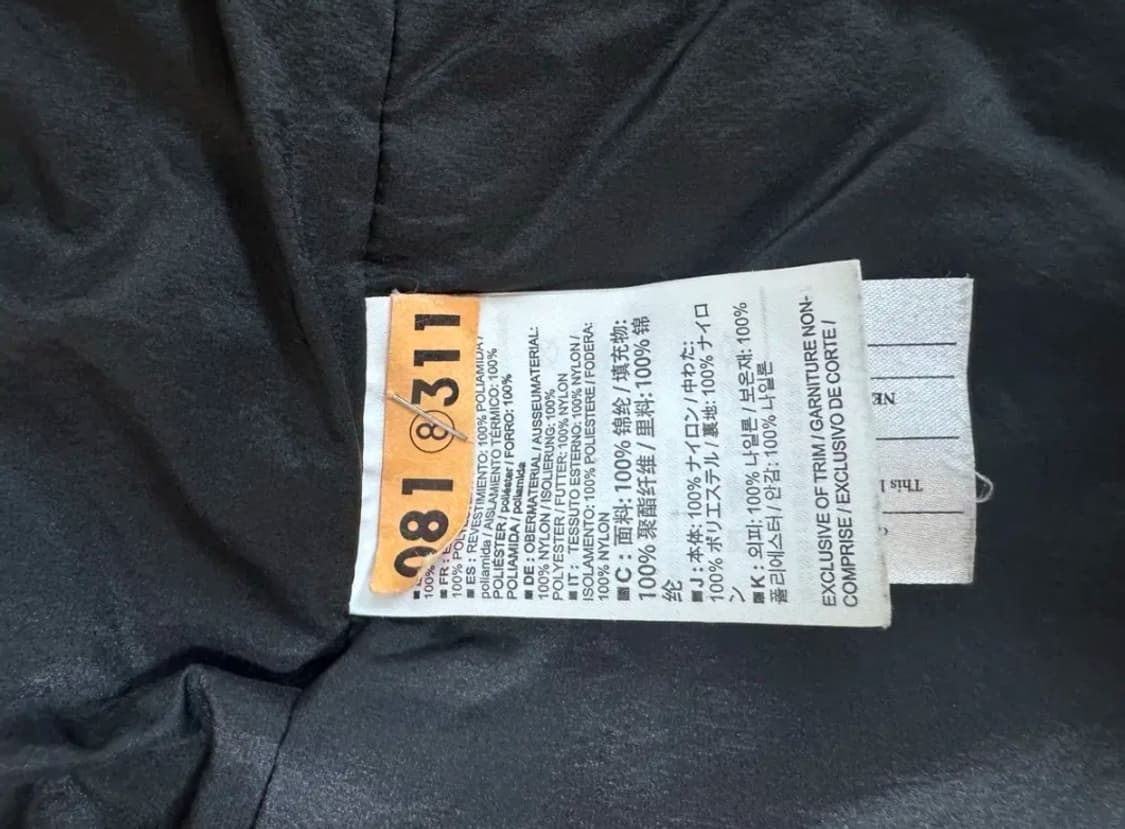 081 ⑧ 311
100%
■ FR : E
100% POLYE
■ ES : REVESTIMIENTO: 100% POLIAMIDA /
poliamida / AISLAMIENTO TÉRMICO: 100%
POLIÉSTER / poliéster / FORRO: 100%
POLIAMIDA / poliamida
■ DE : OBERMATERIAL / AUSSEUMATERIAL:
100% NYLON / ISOLIERUNG: 100%
POLYESTER / FUTTER: 100% NYLON
■ IT : TESSUTO ESTERNO: 100% NYLON /
ISOLAMENTO: 100% POLIESTERE / FODERA:
100% NYLON
■ C : 面料: 100% 锦纶 / 填充物:
100% 聚酯纤维 / 里料: 100% 锦
纶
■ J : 本体: 100% ナイロン / 中わた:
100% ポリエステル / 裏地: 100% ナイロ
ン
■ K : 외피: 100% 나일론 / 보온재: 100%
폴리에스터 / 안감: 100% 나일론
EXCLUSIVE OF TRIM / GARNITURE NON-
COMPRISE / EXCLUSIVO DE CORTE /
NE
This l